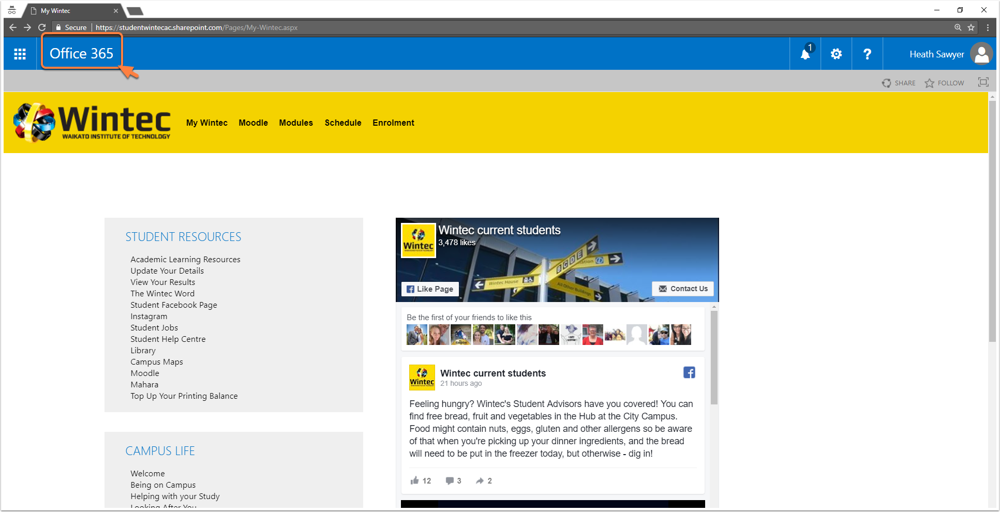 My Wintec
Secure
https://studentwintecac.sharepoint.com/Pages/My-Wintec.aspx
Office 365
1
?
Heath Sawyer
SHARE
FOLLOW
Wintec
WAIKATO INSTITUTE OF TECHNOLOGY
My Wintec
Moodle
Modules
Schedule
Enrolment
STUDENT RESOURCES
Academic Learning Resources
Update Your Details
View Your Results
The Wintec Word
Student Facebook Page
Instagram
Student Jobs
Student Help Centre
Library
Campus Maps
Moodle
Mahara
Top Up Your Printing Balance
CAMPUS LIFE
Welcome
Being on Campus
Helping with your Study
Looking After You
Wintec
Wintec current students
3,478 likes
B C D E
Wintec House
All Other Buildings
Like Page
Contact Us
Be the first of your friends to like this
Wintec
Wintec current students
21 hours ago
Feeling hungry? Wintec's Student Advisors have you covered! You can
find free bread, fruit and vegetables in the Hub at the City Campus.
Food might contain nuts, eggs, gluten and other allergens so be aware
of that when you're picking up your dinner ingredients, and the bread
will need to be put in the freezer today, but otherwise - dig in!
12
3
2